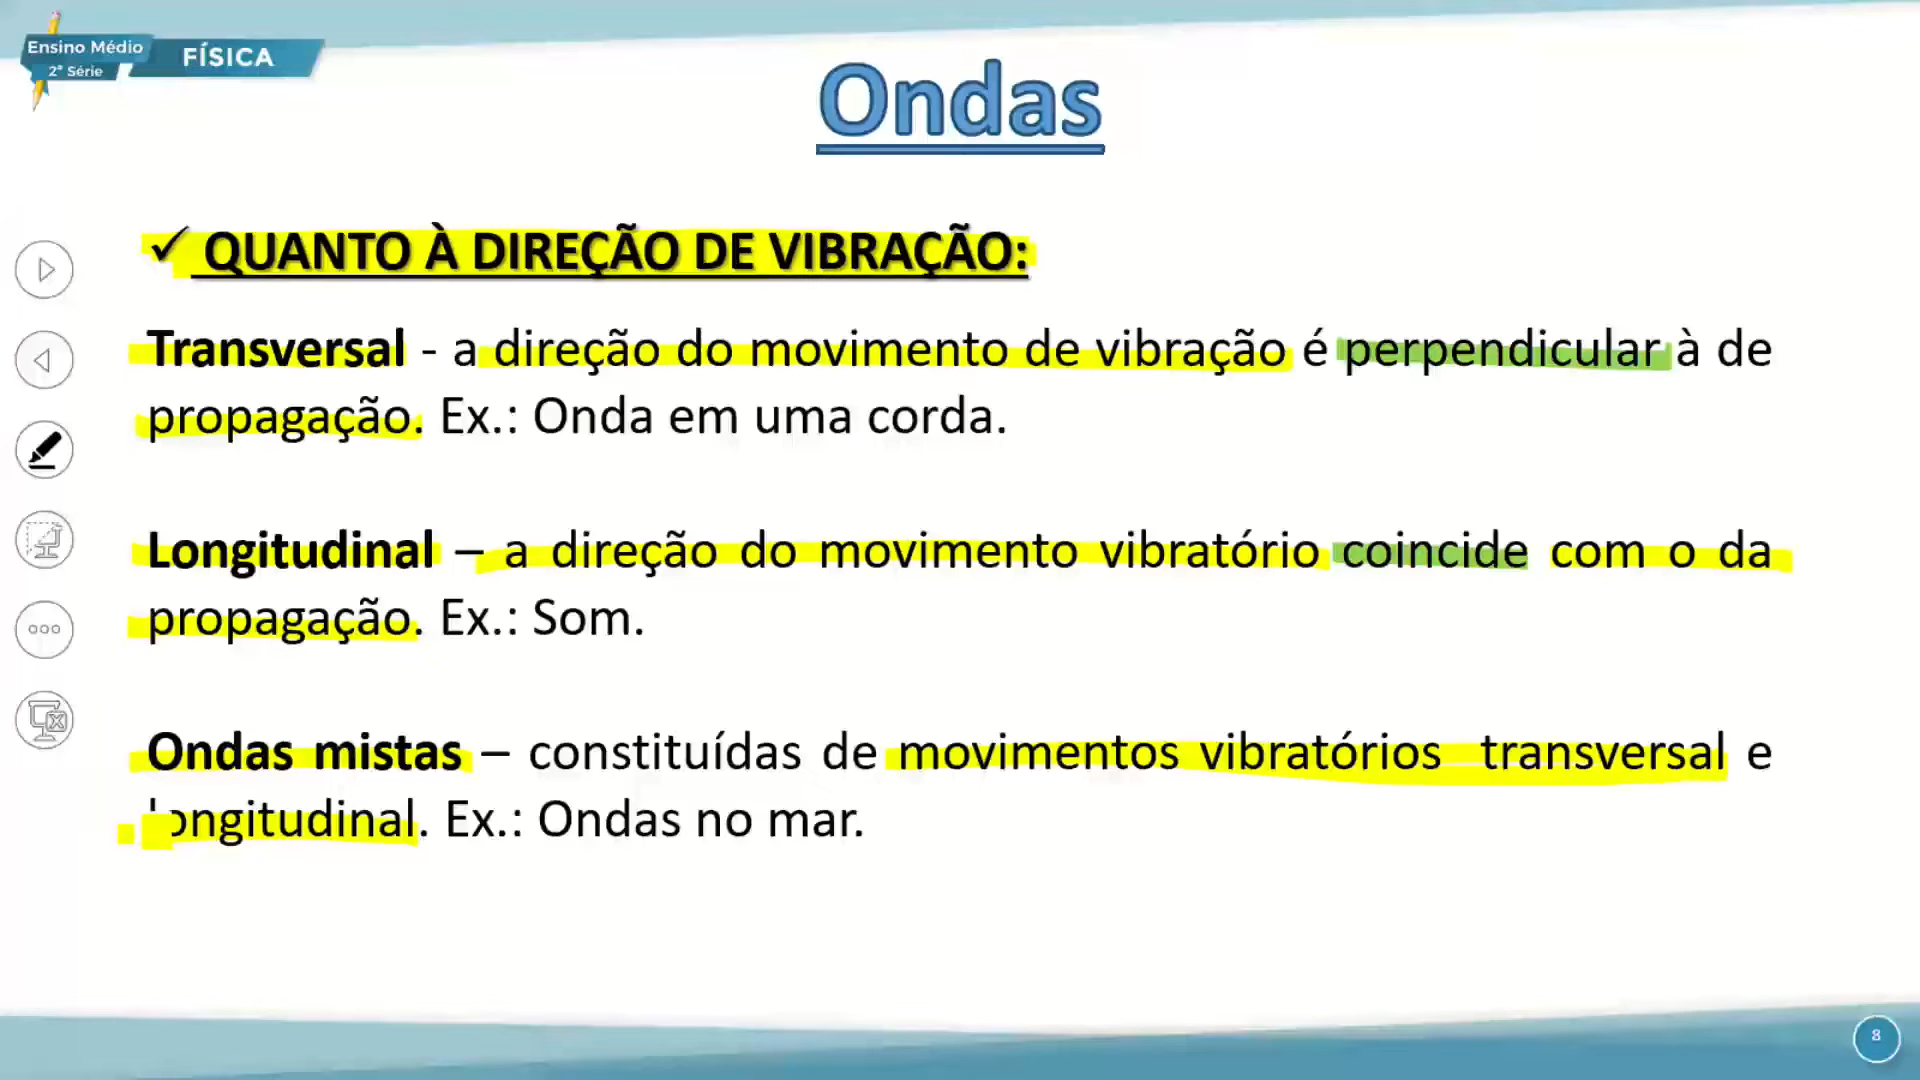 Ensino Médio
2ª Série
FÍSICA
Ondas
✓ QUANTO À DIREÇÃO DE VIBRAÇÃO:
Transversal - a direção do movimento de vibração é perpendicular à de
propagação. Ex.: Onda em uma corda.
Longitudinal – a direção do movimento vibratório coincide com o da
propagação. Ex.: Som.
Ondas mistas – constituídas de movimentos vibratórios transversal e
longitudinal. Ex.: Ondas no mar.
8